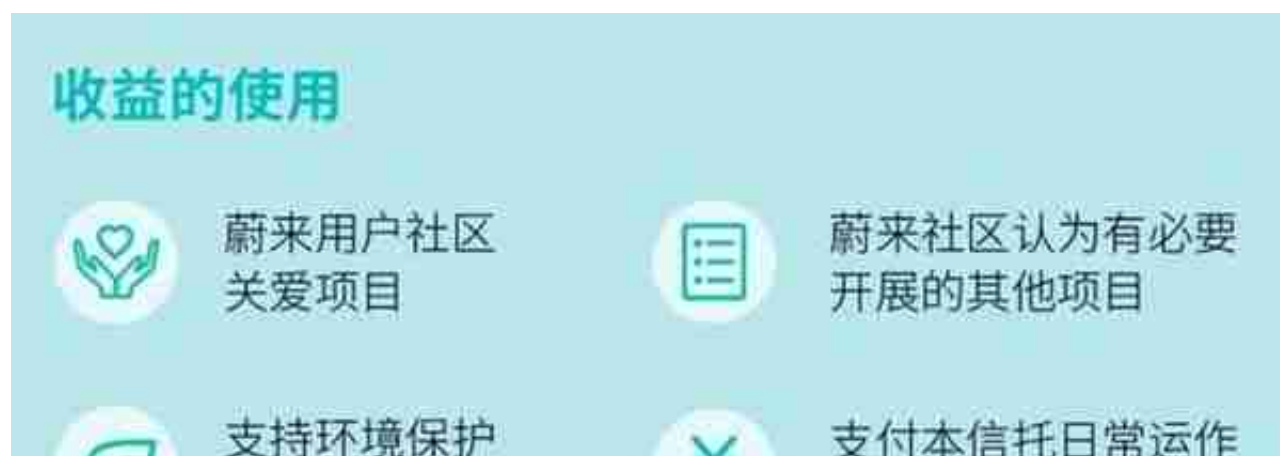 收益的使用
蔚来用户社区
关爱项目
蔚来社区认为有必要
开展的其他项目
支持环境保护
支付本信托日常运作